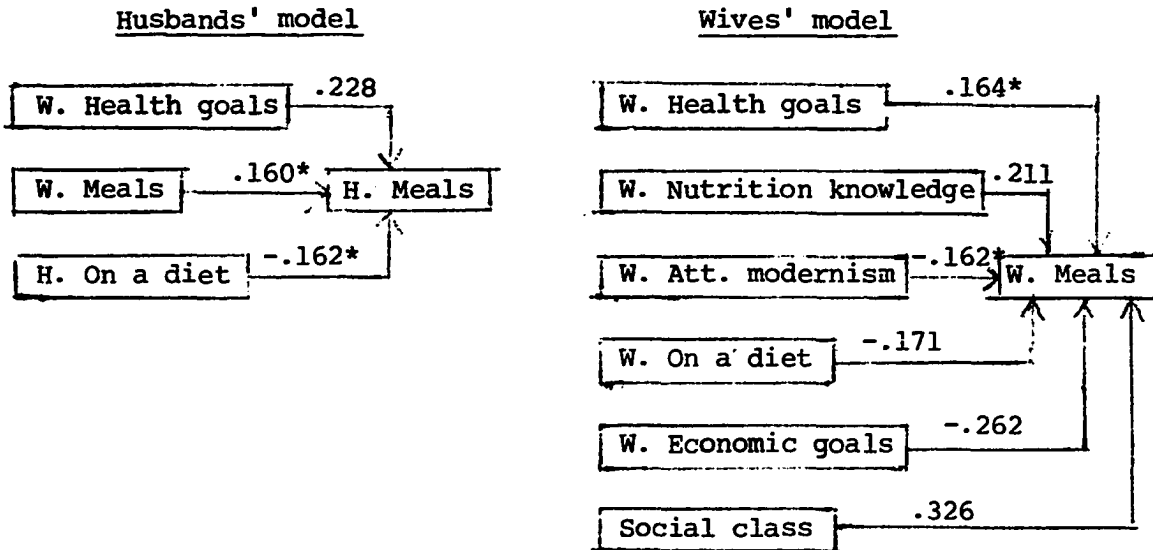 Husbands' model
W. Health goals .228
W. Meals .160* H. Meals
H. On a diet -.162*
Wives' model
W. Health goals .164*
W. Nutrition knowledge .211
W. Att. modernism -.162* W. Meals
W. On a diet -.171
W. Economic goals -.262
Social class .326